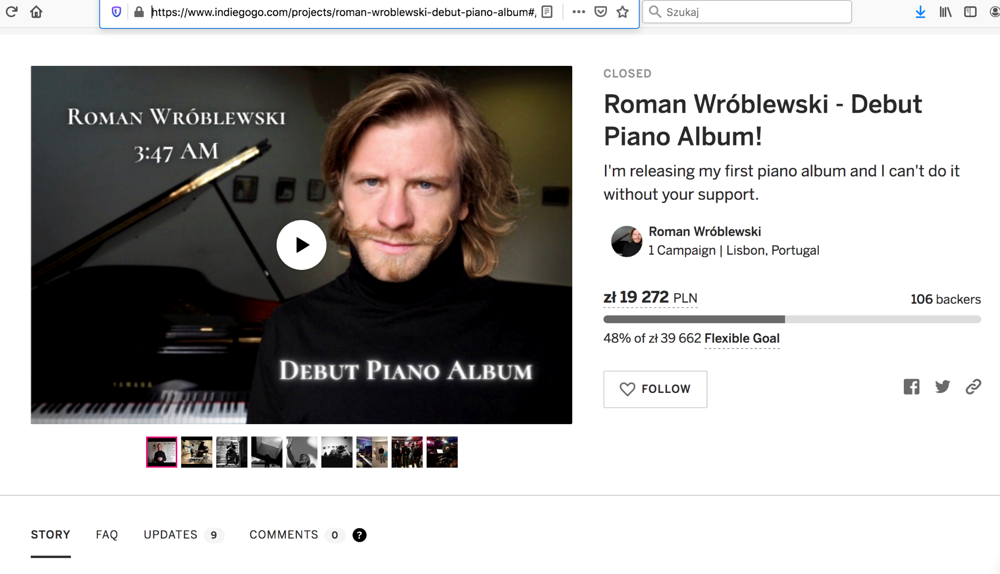 https://www.indiegogo.com/projects/roman-wroblewski-debut-piano-album#/
Szukaj
ROMAN WRÓBLEWSKI
3:47 AM
YAMAHA
DEBUT PIANO ALBUM
CLOSED
Roman Wróblewski - Debut
Piano Album!
I'm releasing my first piano album and I can't do it
without your support.
Roman Wróblewski
1 Campaign | Lisbon, Portugal
zł 19 272 PLN
106 backers
48% of zł 39 662 Flexible Goal
FOLLOW
STORY
FAQ
UPDATES 9
COMMENTS 0 ?